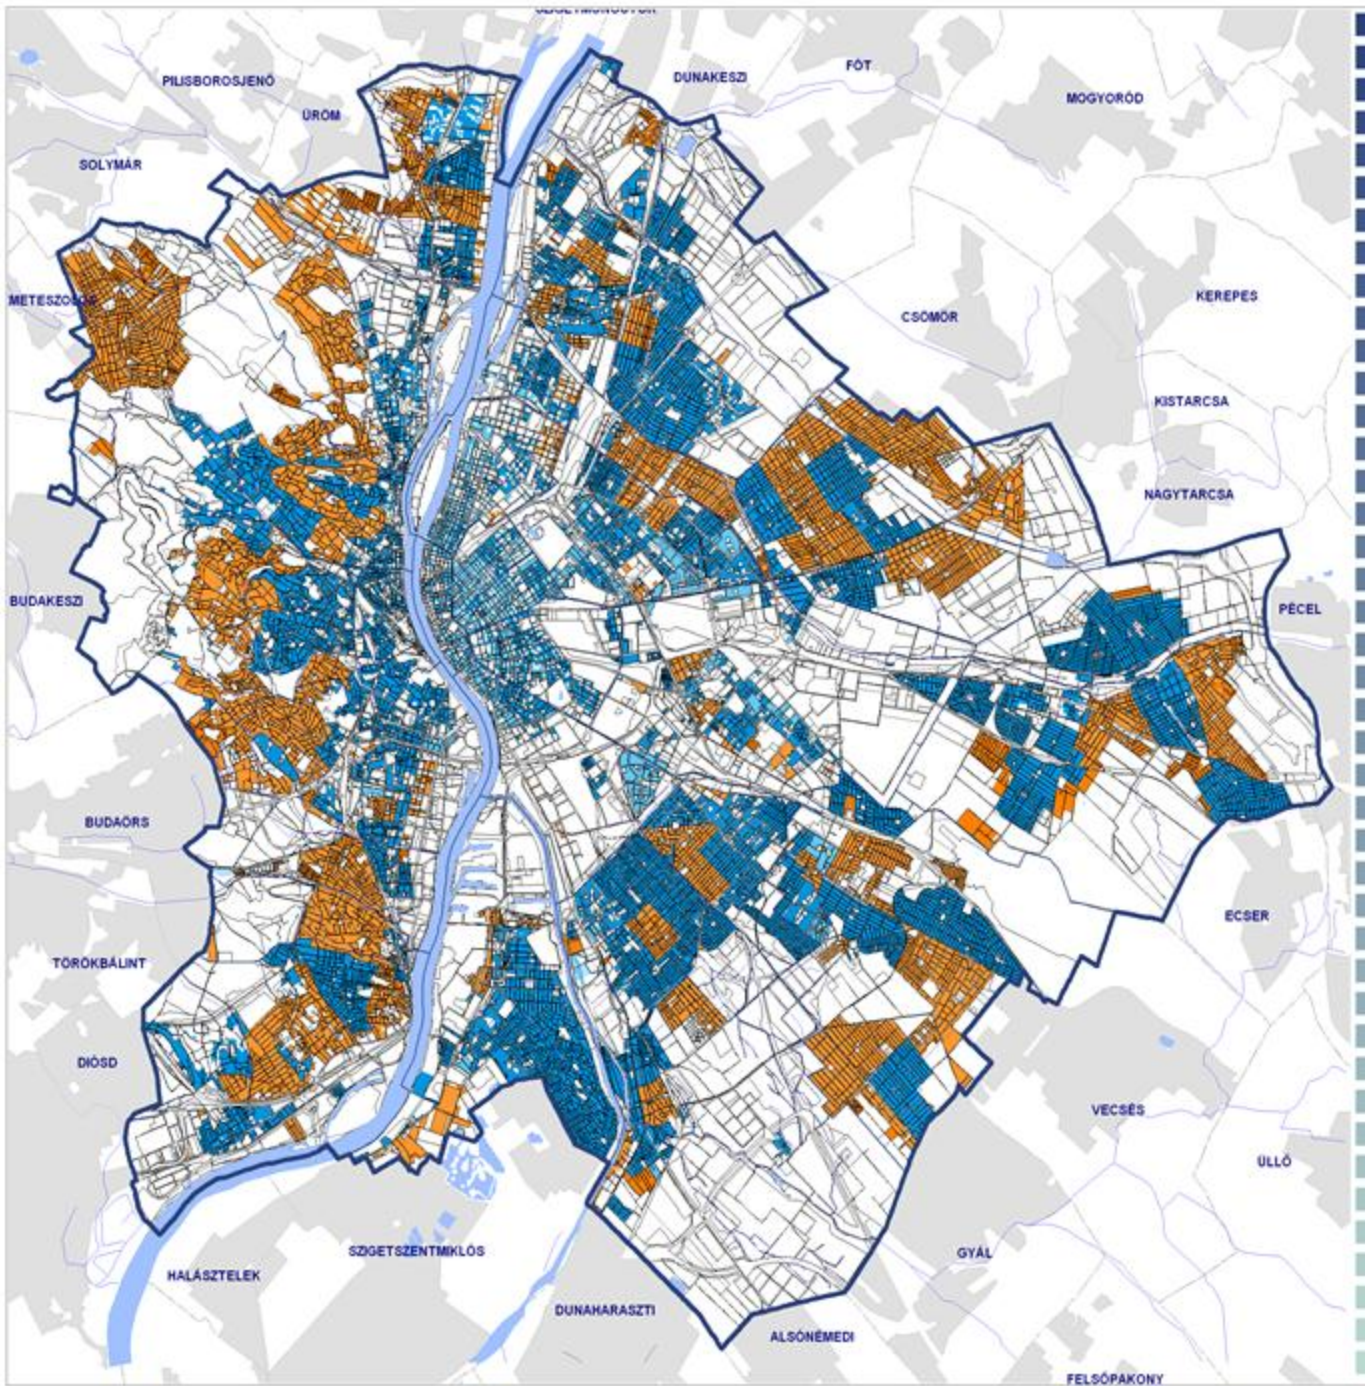 PILISBOROSJENŐ
DUNAKESZI
FÓT
MOGYORÓD
ÜRÖM
SOLYMÁR
KEREPES
CSÖMÖR
KISTARCSA
NAGYTARCSA
BUDAKESZI
PÉCEL
BUDAÖRS
ECSER
TÖRÖKBÁLINT
DIÓSD
VECSÉS
ÜLLŐ
SZIGETSZENTMIKLÓS
GYÁL
HALÁSZTELEK
DUNAHARASZTI
ALSÓNÉMEDI
FELSŐPAKONY